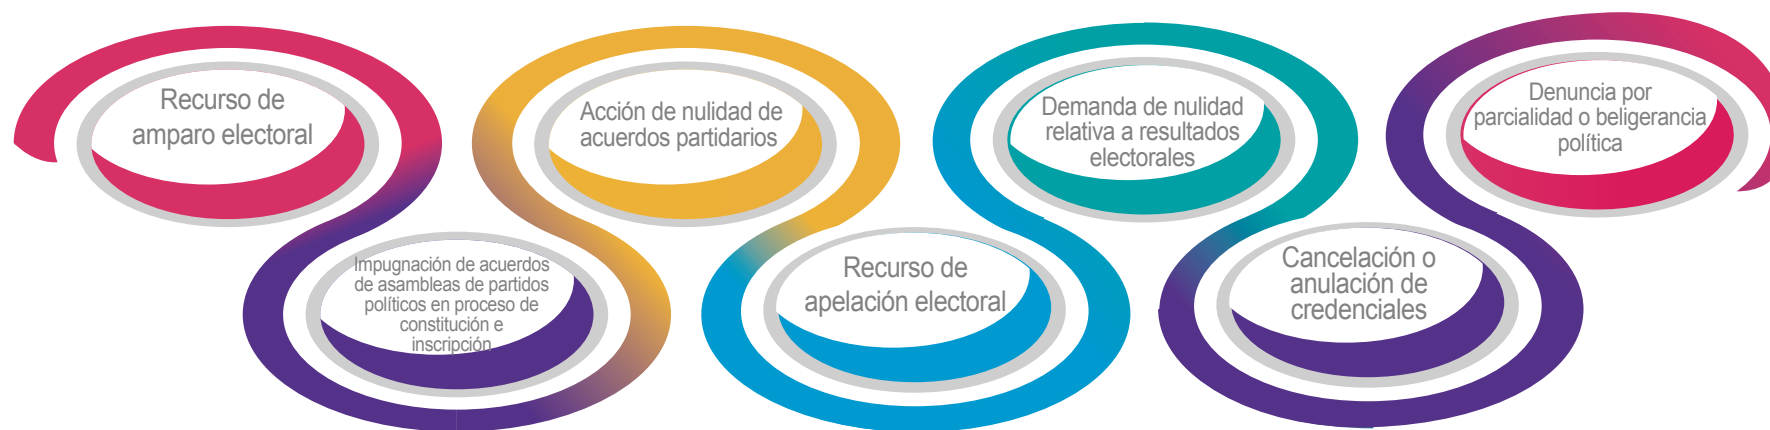 Recurso de
amparo electoral
Impugnación de acuerdos
de asambleas de partidos
políticos en proceso de
constitución e
inscripción
Acción de nulidad de
acuerdos partidarios
Recurso de
apelación electoral
Demanda de nulidad
relativa a resultados
electorales
Cancelación o
anulación de
credenciales
Denuncia por
parcialidad o beligerancia
política